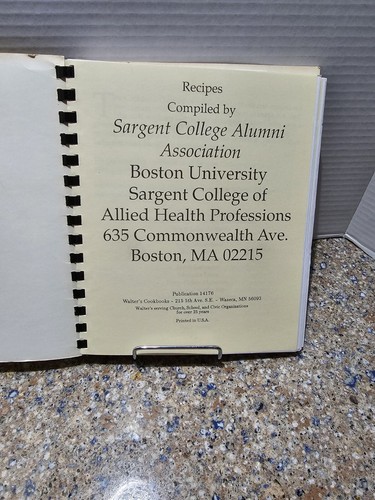 Recipes
Compiled by
Sargent College Alumni
Association
Boston University
Sargent College of
Allied Health Professions
635 Commonwealth Ave.
Boston, MA 02215
Publication 14176
Walter's Cookbooks - 215 5th Ave. S.E. - Waseca, MN 56093
Walter's serving Church, School, and Civic Organizations
for over 35 years
Printed in U.S.A.